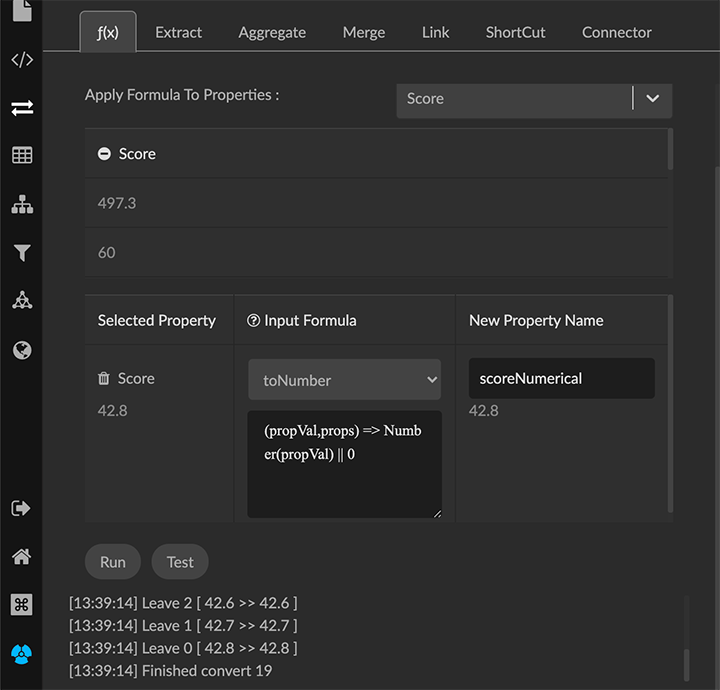 f(x) Extract Aggregate Merge Link ShortCut Connector
Apply Formula To Properties : Score
Score
497.3
60
Selected Property Input Formula New Property Name
Score toNumber scoreNumerical
42.8 42.8
(propVal,props) => Numb
er(propVal) || 0
Run Test
[13:39:14] Leave 2 [ 42.6 >> 42.6 ]
[13:39:14] Leave 1 [ 42.7 >> 42.7 ]
[13:39:14] Leave 0 [ 42.8 >> 42.8 ]
[13:39:14] Finished convert 19